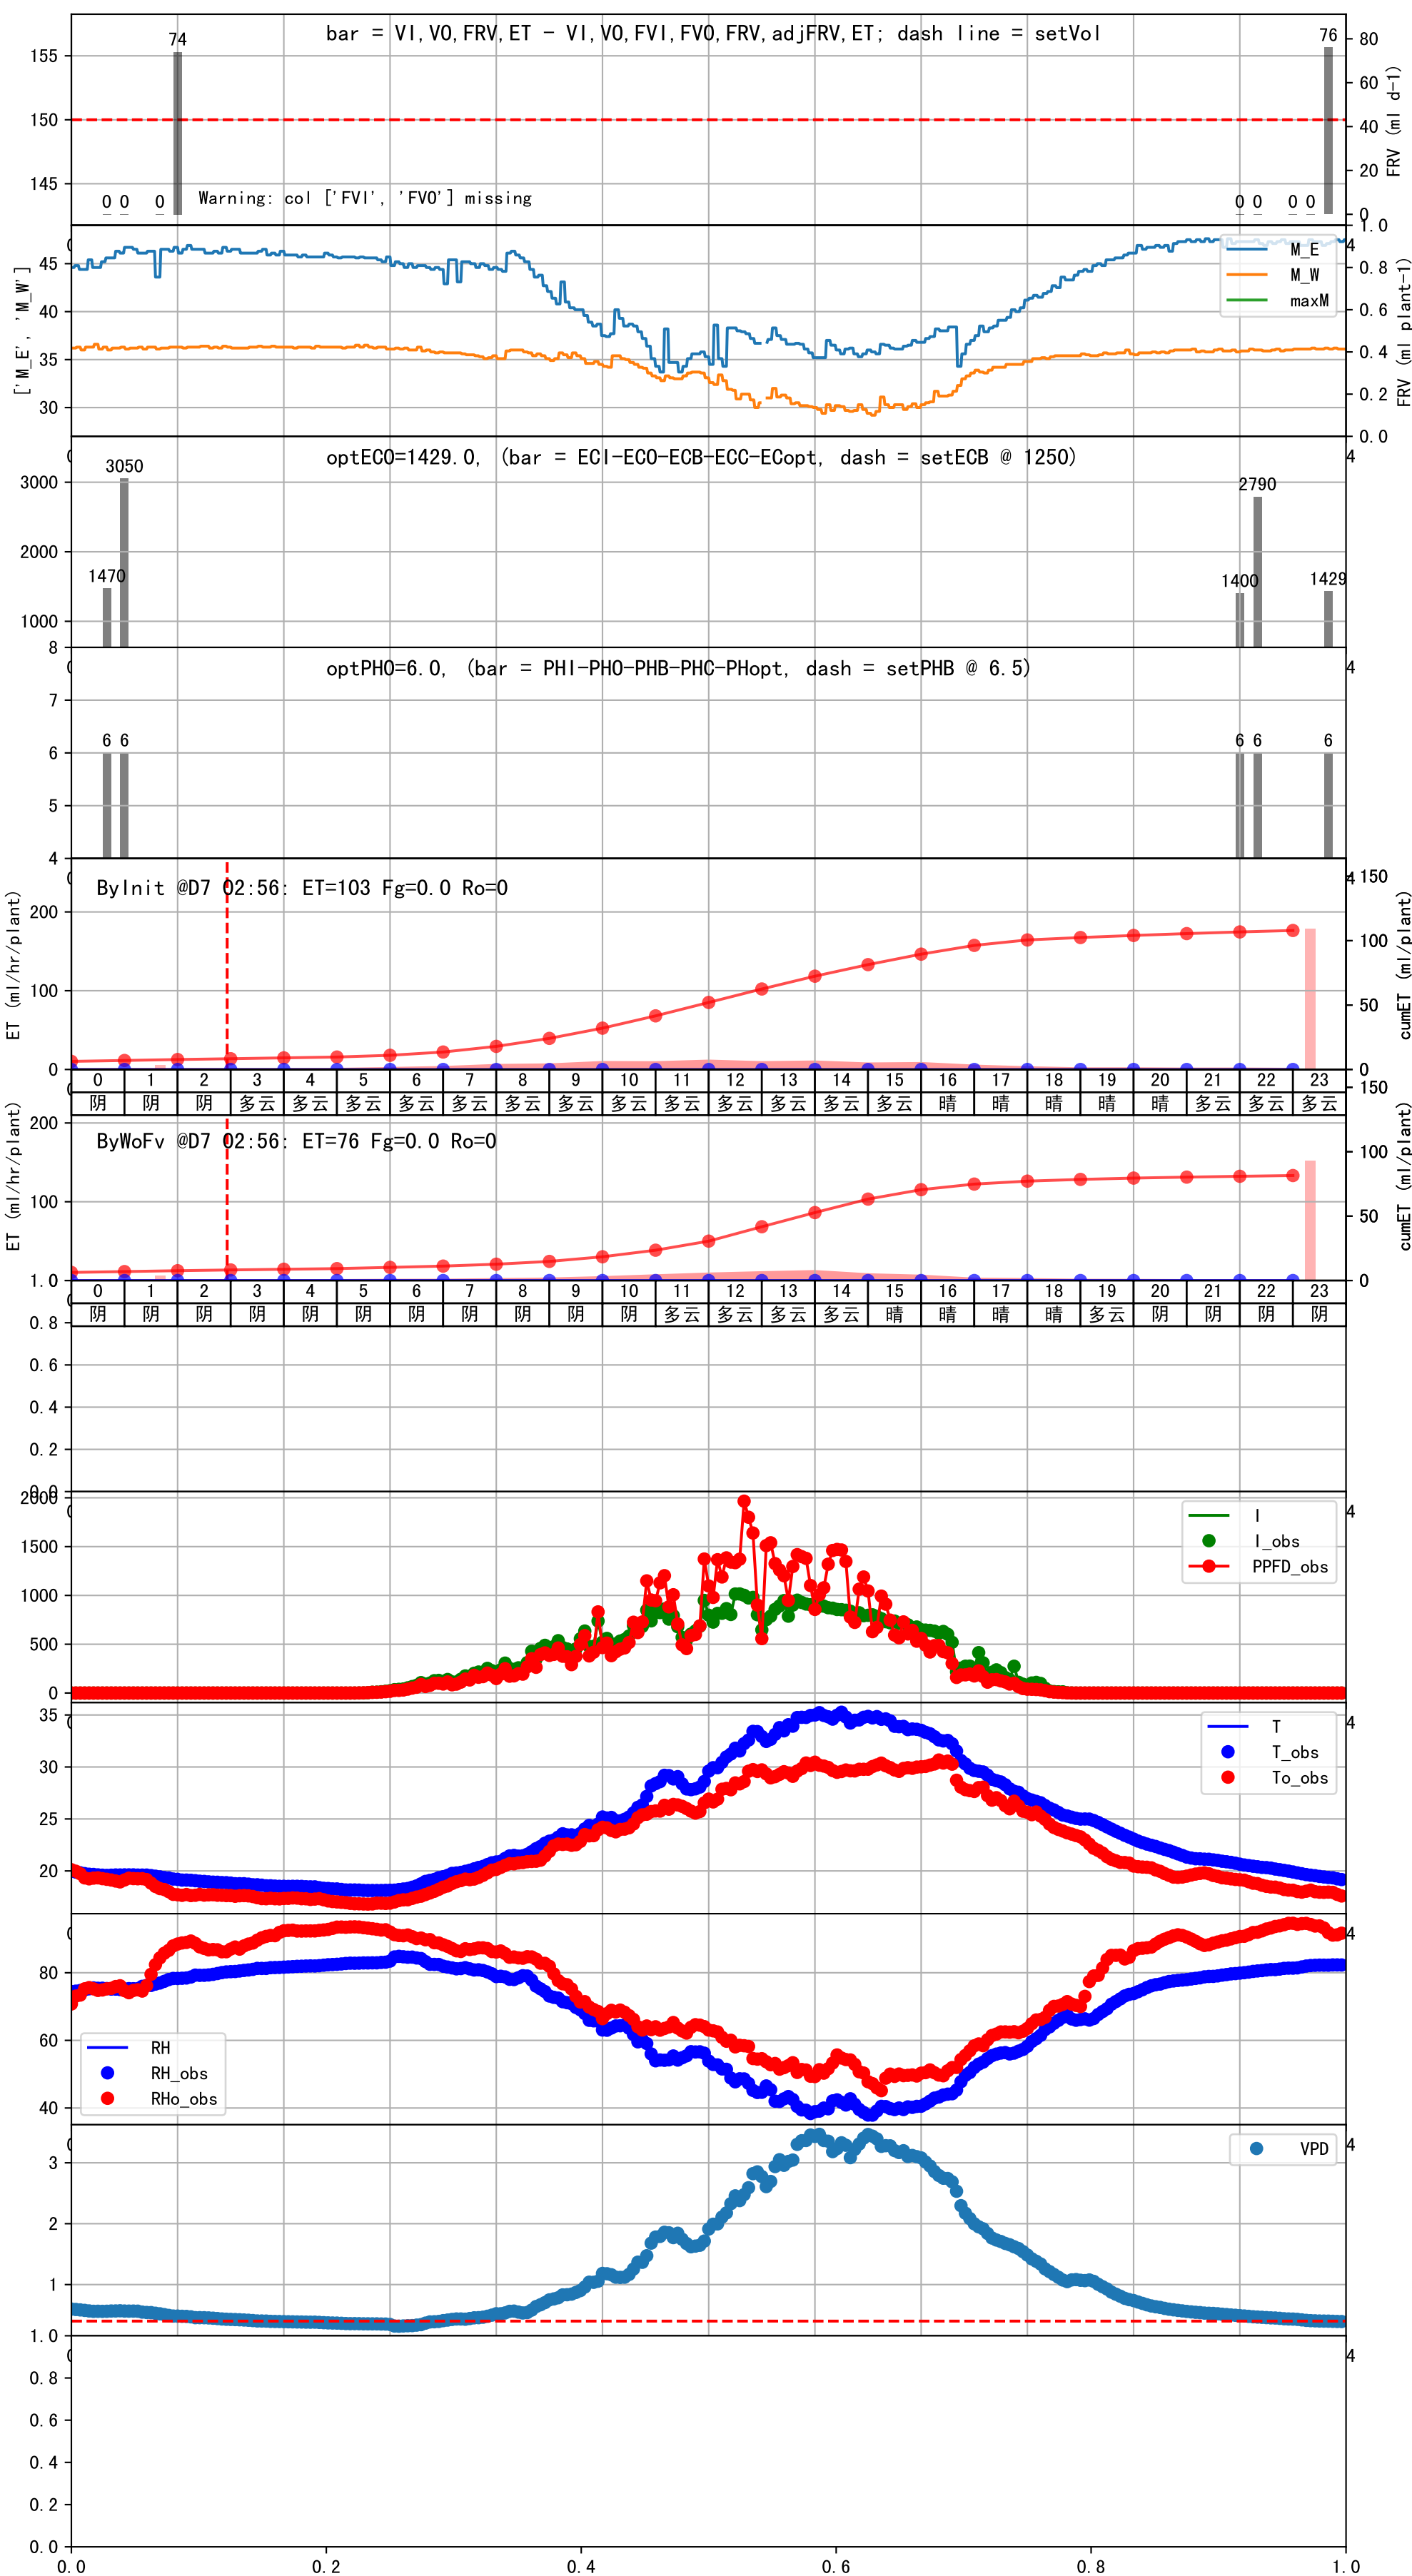 bar = VI,VO,FRV,ET - VI,VO,FVI,FVO,FRV,adjFRV,ET; dash line = setVol
74
76
155
150
145
80
60
40
20
0
FRV (ml d-1)
0 0 0
Warning: col ['FVI', 'FVO'] missing
0 0 0 0
['M_E', 'M_W']
45
40
35
30
M_E
M_W
maxM
1.0
0.8
0.6
0.4
0.2
0.0
FRV (ml plant-1)
optECO=1429.0, (bar = ECI-ECO-ECB-ECC-ECopt, dash = setECB @ 1250)
3000
2000
1000
1470
3050
1400
2790
1429
optPHO=6.0, (bar = PHI-PHO-PHB-PHC-PHopt, dash = setPHB @ 6.5)
8
7
6
5
4
6 6
6 6 6
ByInit @D7 02:56: ET=103 Fg=0.0 Ro=0
ET (ml/hr/plant)
200
100
0
150
100
50
0
cumET (ml/plant)
0 1 2 3 4 5 6 7 8 9 10 11 12 13 14 15 16 17 18 19 20 21 22 23
阴 阴 阴 多云 多云 多云 多云 多云 多云 多云 多云 多云 多云 多云 多云 多云 晴 晴 晴 晴 晴 多云 多云 多云
ByWoFv @D7 02:56: ET=76 Fg=0.0 Ro=0
ET (ml/hr/plant)
200
100
150
100
50
0
cumET (ml/plant)
0 1 2 3 4 5 6 7 8 9 10 11 12 13 14 15 16 17 18 19 20 21 22 23
阴 阴 阴 阴 阴 阴 阴 阴 阴 阴 阴 多云 多云 多云 多云 晴 晴 晴 晴 多云 阴 阴 阴 阴
1.0
0.8
0.6
0.4
0.2
2000
1500
1000
500
0
I
I_obs
PPFD_obs
35
30
25
20
T
T_obs
To_obs
80
60
40
RH
RH_obs
RHo_obs
3
2
1
VPD
1.0
0.8
0.6
0.4
0.2
0.0
0.0 0.2 0.4 0.6 0.8 1.0